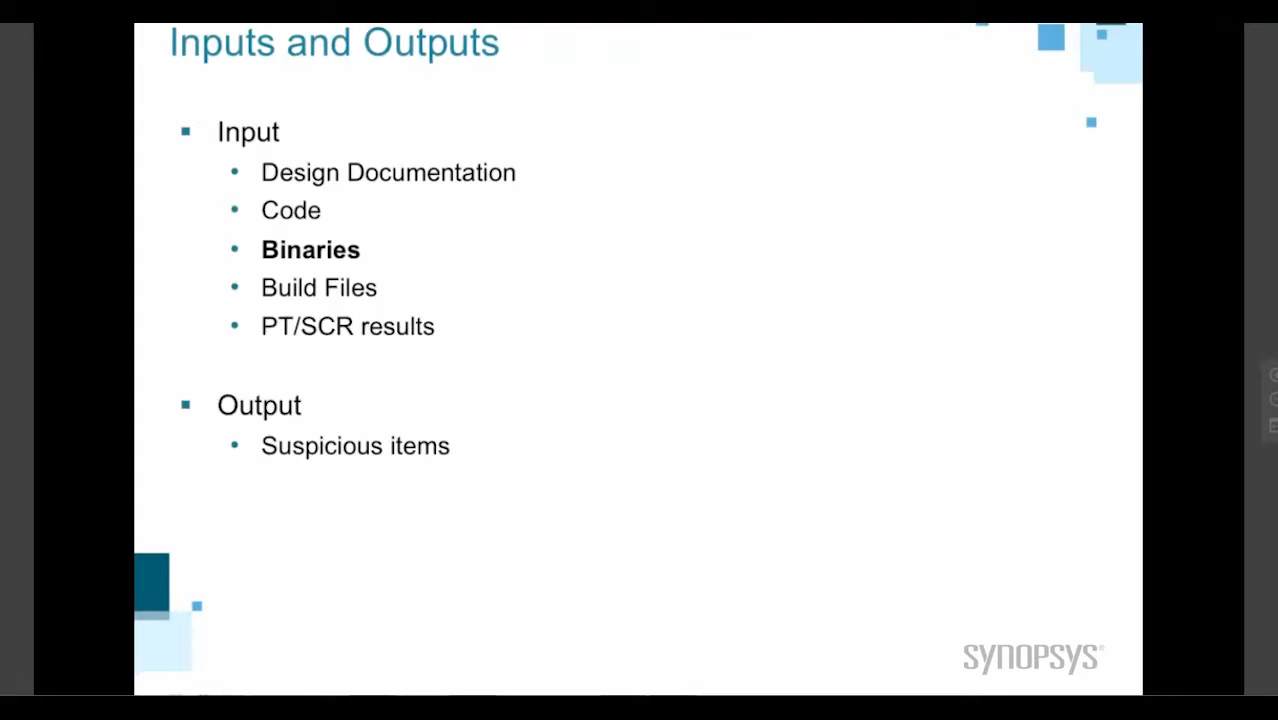 Inputs and Outputs
Input
Design Documentation
Code
Binaries
Build Files
PT/SCR results
Output
Suspicious items
SYNOPSYS®